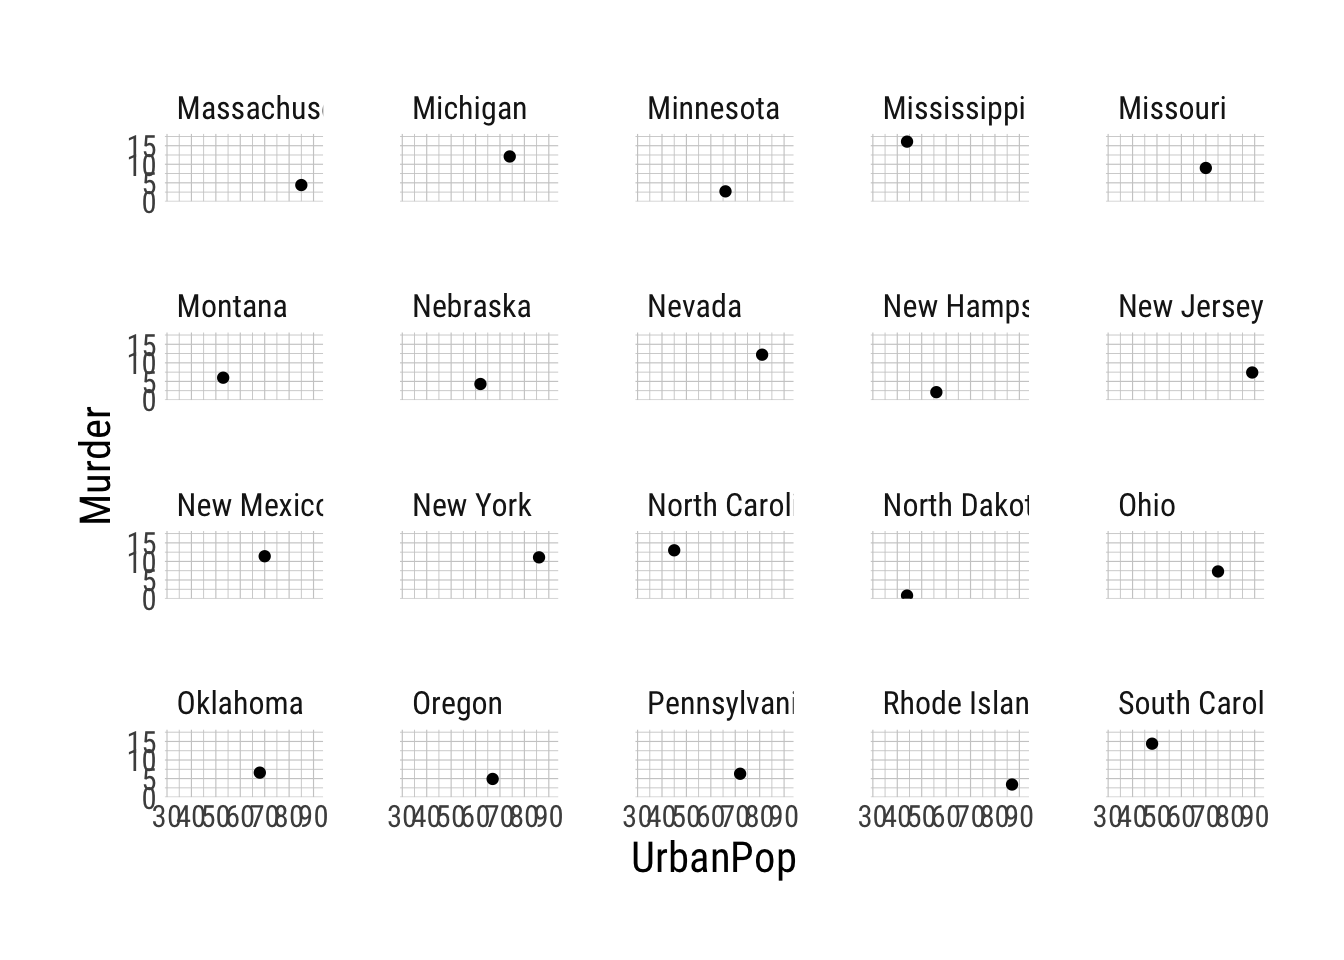 Massachus
Michigan
Minnesota
Mississippi
Missouri
15
10
5
0
Montana
Nebraska
Nevada
New Hamps
New Jersey
15
10
5
0
Murder
New Mexico
New York
North Caroli
North Dakot
Ohio
15
10
5
0
Oklahoma
Oregon
Pennsylvani
Rhode Islan
South Carol
15
10
5
0
30 40 50 60 70 80 90
30 40 50 60 70 80 90
30 40 50 60 70 80 90
30 40 50 60 70 80 90
30 40 50 60 70 80 90
UrbanPop